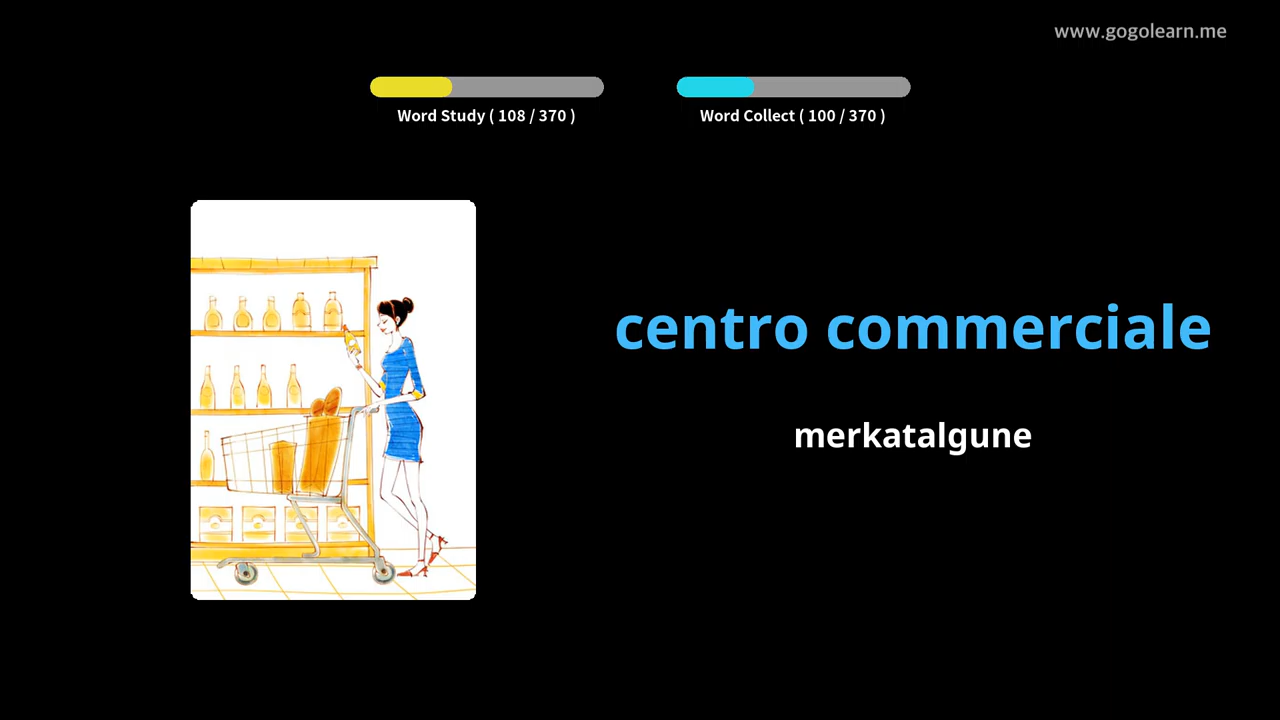 www.gogolearn.me
Word Study ( 108 / 370 )
Word Collect ( 100 / 370 )
centro commerciale
merkatalgune